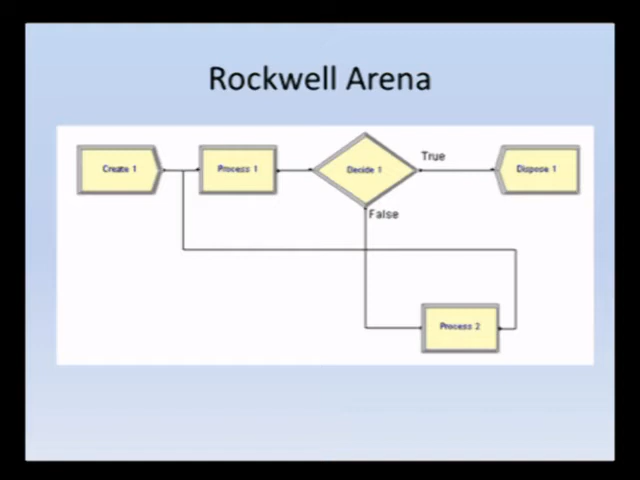 Rockwell Arena
Create 1
Process 1
Decide 1
True
Dispose 1
False
Process 2